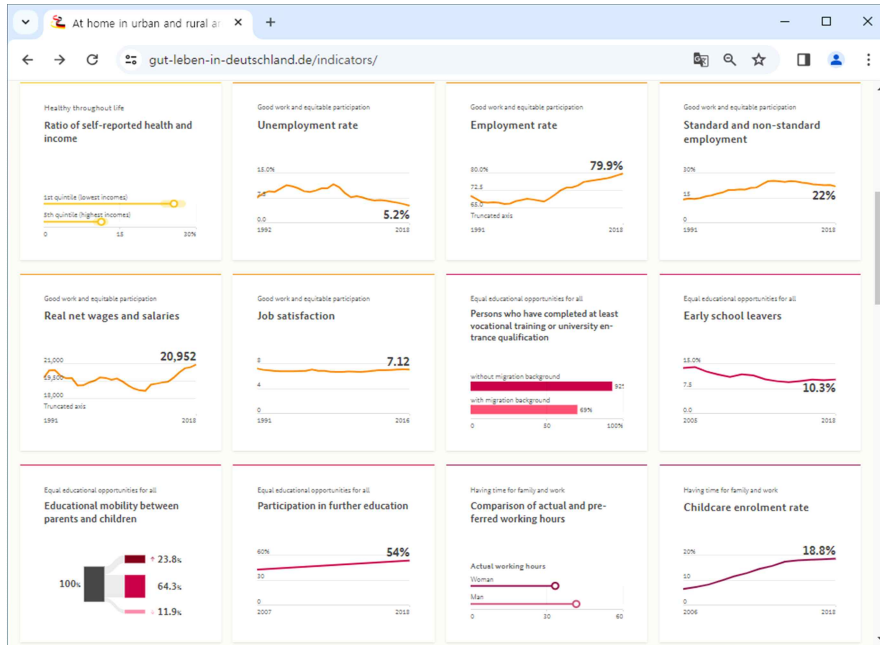 At home in urban and rural ar
gut-leben-in-deutschland.de/indicators/
Healthy throughout life
Ratio of self-reported health and
income
1st quintile (lowest incomes)
5th quintile (highest incomes)
0 15 30%
Good work and equitable participation
Unemployment rate
15.0%
0.0
5.2%
1992 2018
Good work and equitable participation
Employment rate
79.9%
80.0%
72.5
65.0
Truncated axis
1991 2018
Good work and equitable participation
Standard and non-standard
employment
30%
15
22%
0
1991 2018
Good work and equitable participation
Real net wages and salaries
20,952
21,000
19,500
18,000
Truncated axis
1991 2018
Good work and equitable participation
Job satisfaction
7.12
8
4
0
1991 2016
Equal educational opportunities for all
Persons who have completed at least
vocational training or university en-
trance qualification
without migration background
with migration background
69%
0 50 100%
Equal educational opportunities for all
Early school leavers
15.0%
7.5
10.3%
0.0
2005 2018
Equal educational opportunities for all
Educational mobility between
parents and children
↑ 23.8%
100% 64.3%
↓ 11.9%
Equal educational opportunities for all
Participation in further education
60%
54%
30
0
2007 2018
Having time for family and work
Comparison of actual and pre-
ferred working hours
Actual working hours
Woman
Man
0 30 60
Having time for family and work
Childcare enrolment rate
18.8%
20%
10
0
2006 2018